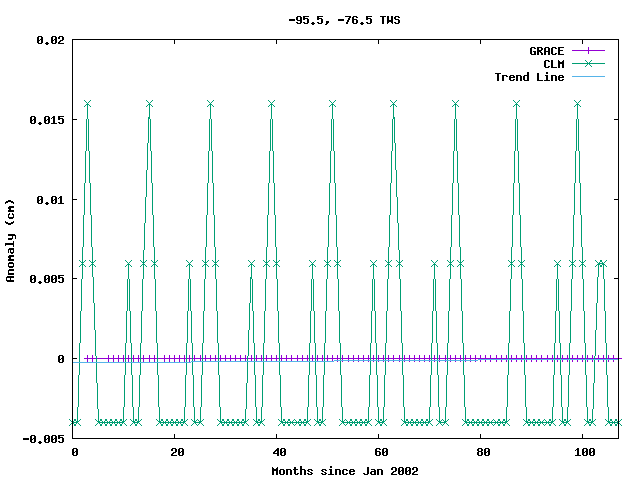 -95.5, -76.5 TWS
0.02
0.015
0.01
0.005
0
-0.005
Anomaly (cm)
GRACE
CLM
Trend Line
0 20 40 60 80 100
Months since Jan 2002